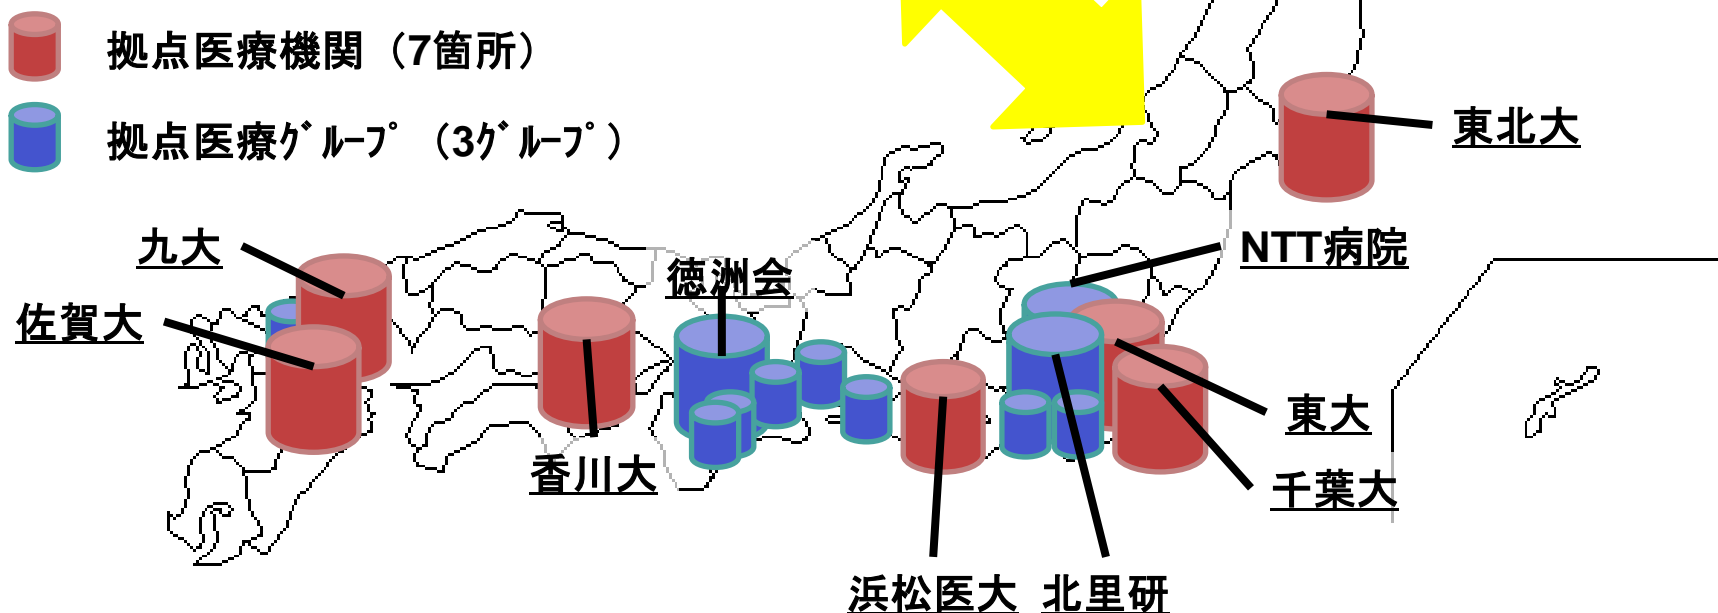 拠点医療機関（7箇所）
拠点医療ｸﾞﾙｰﾌﾟ（3ｸﾞﾙｰﾌﾟ）
東北大
九大
NTT病院
徳洲会
佐賀大
東大
香川大
千葉大
浜松医大 北里研